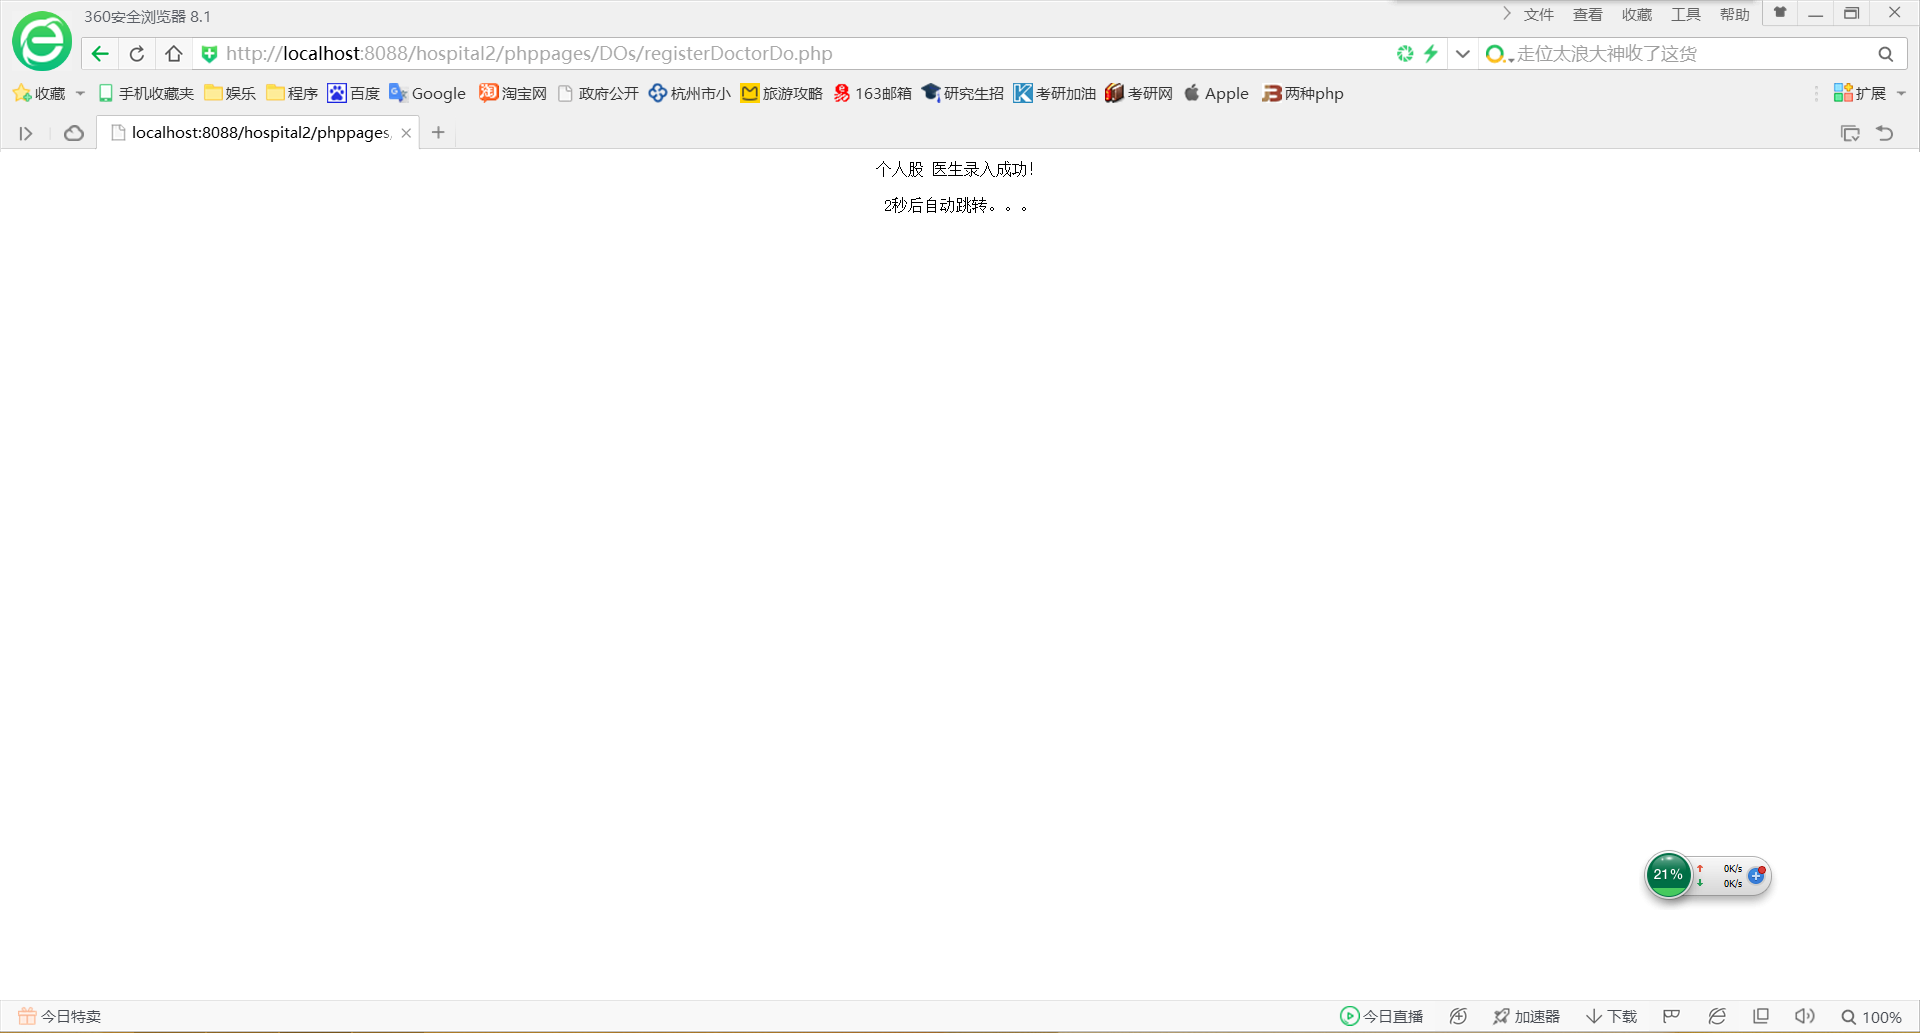 360安全浏览器 8.1
文件 查看 收藏 工具 帮助
http://localhost:8088/hospital2/phppages/DOs/registerDoctorDo.php
走位太浪大神收了这货
收藏 手机收藏夹 娱乐 程序 百度 Google 淘宝网 政府公开 杭州市小 旅游攻略 163邮箱 研究生招 考研加油 考研网 Apple 两种php 扩展
localhost:8088/hospital2/phppages
个人股 医生录入成功!
2秒后自动跳转。。。
21%
0K/s
0K/s
今日特卖 今日直播 加速器 下载 100%